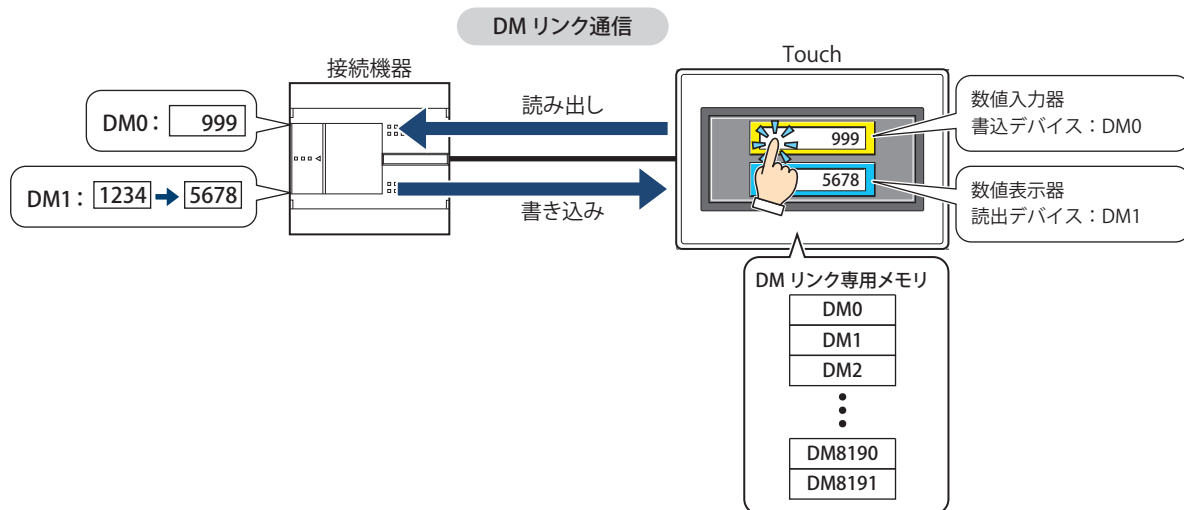 DM リンク通信
接続機器
Touch
DM0： 999
読み出し
999
数値入力器
書込デバイス：DM0
DM1： 1234 5678
書き込み
5678
数値表示器
読出デバイス：DM1
DM リンク専用メモリ
DM0
DM1
DM2
DM8190
DM8191